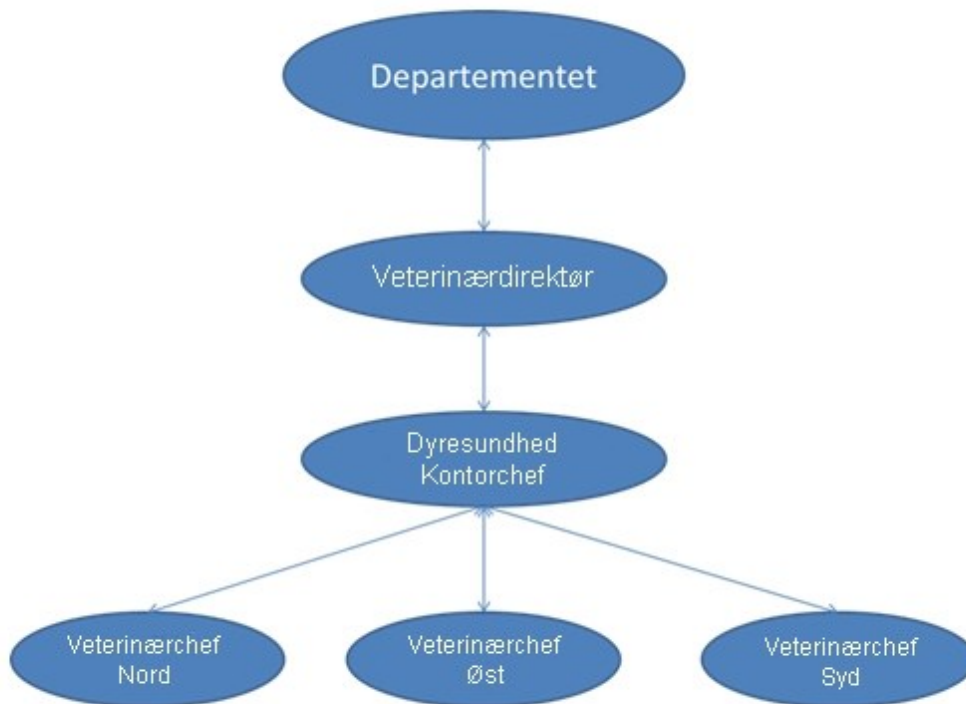 Departementet
Veterinærdirektør
Dyresundhed
Kontorchef
Veterinærchef
Nord
Veterinærchef
Øst
Veterinærchef
Syd